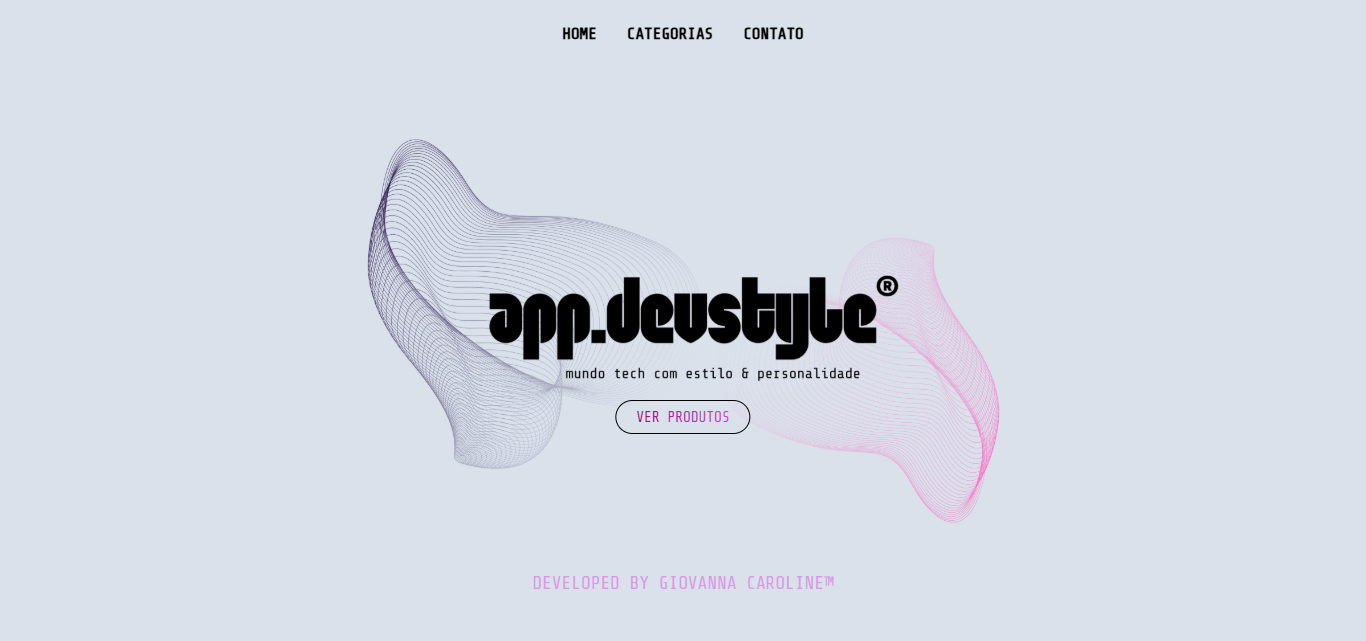 HOME CATEGORIAS CONTATO
app.devstyle®
mundo tech com estilo & personalidade
VER PRODUTOS
DEVELOPED BY GIOVANNA CAROLINE™